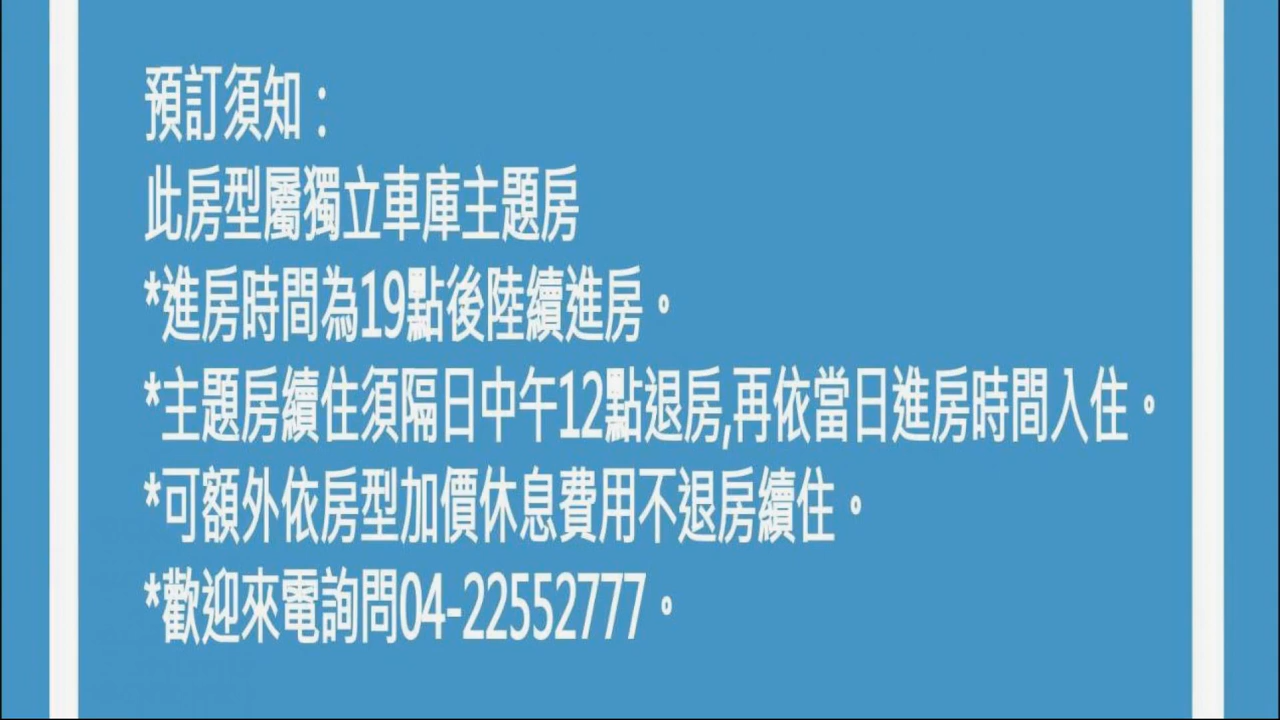 預訂須知：
此房型屬獨立車庫主題房
*進房時間為19點後陸續進房。
*主題房續住須隔日中午12點退房,再依當日進房時間入住。
*可額外依房型加價休息費用不退房續住。
*歡迎來電詢問04-22552777。